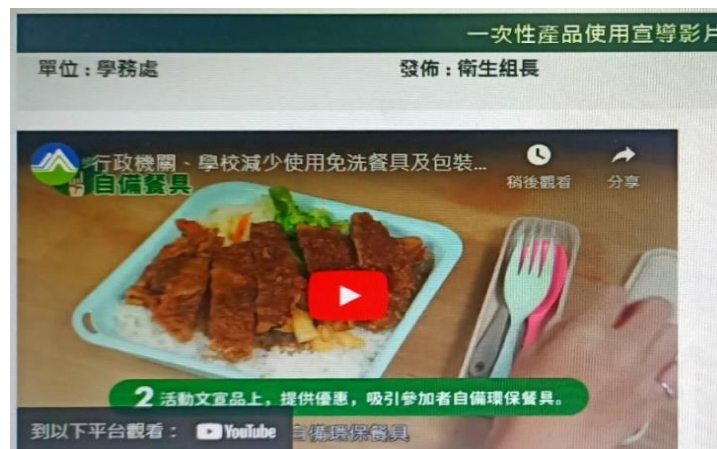 一次性產品使用宣導影片
單位：學務處
發佈：衛生組長
行政機關、學校減少使用免洗餐具及包裝...
稍後觀看
分享
自備餐具
2 活動文宣品上，提供優惠，吸引參加者自備環保餐具。
到以下平台觀看： YouTube
自備環保餐具